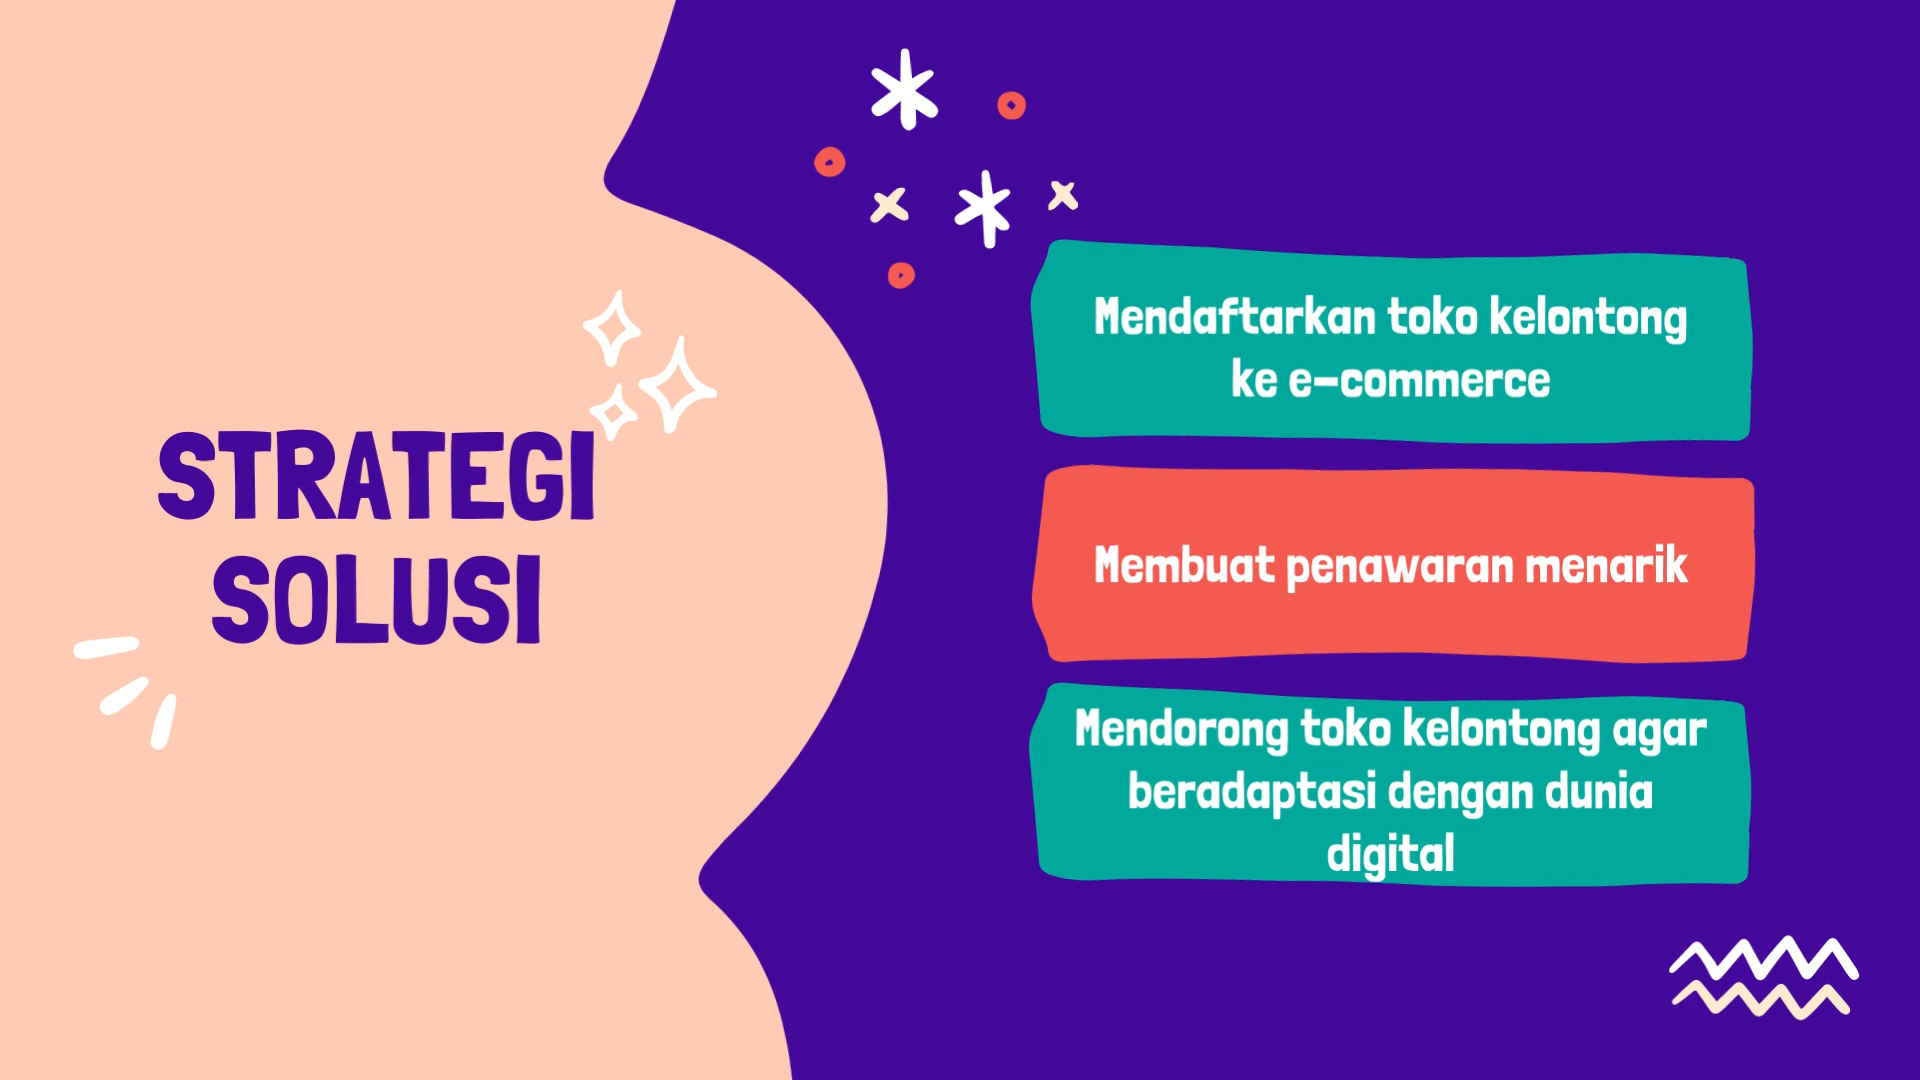 STRATEGI
SOLUSI
Mendaftarkan toko kelontong
ke e-commerce
Membuat penawaran menarik
Mendorong toko kelontong agar
beradaptasi dengan dunia
digital